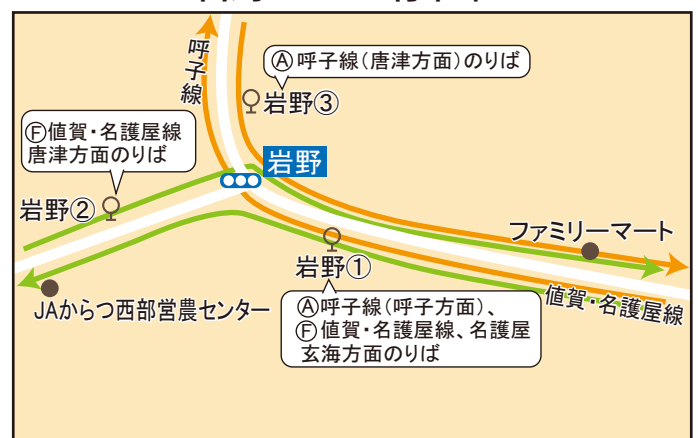 呼子線
Ⓐ呼子線（唐津方面）のりば
岩野③
Ⓕ値賀・名護屋線
唐津方面のりば
岩野
岩野②
ファミリーマート
岩野①
JAからつ西部営農センター
値賀・名護屋線
Ⓐ呼子線（呼子方面）、
Ⓕ値賀・名護屋線、名護屋
玄海方面のりば